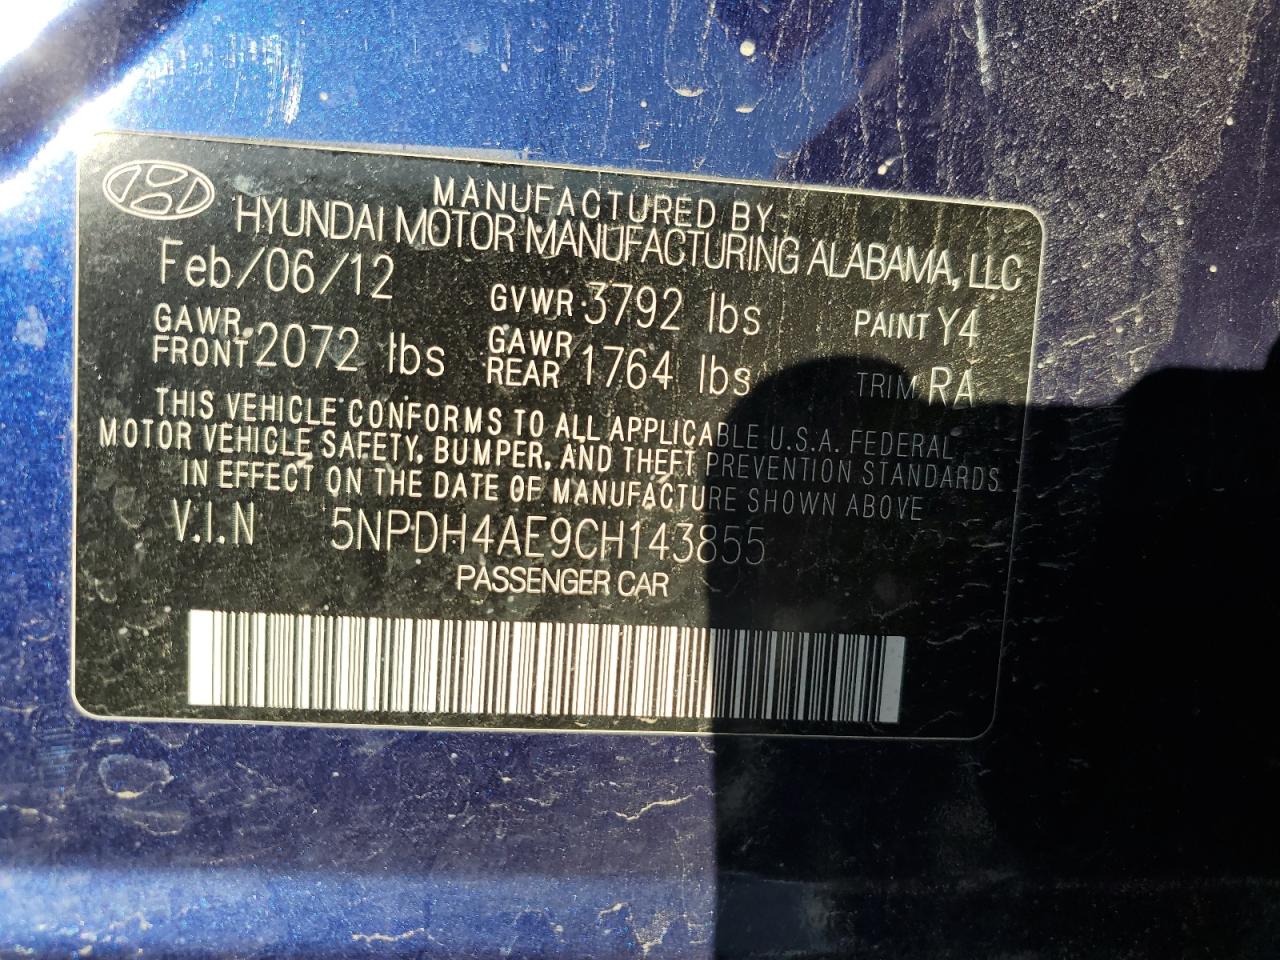 MANUFACTURED BY
HYUNDAI MOTOR MANUFACTURING ALABAMA, LLC
Feb/06/12 GVWR 3792 lbs PAINT Y4
GAWR FRONT 2072 lbs GAWR REAR 1764 lbs TRIM RA
THIS VEHICLE CONFORMS TO ALL APPLICABLE U.S.A. FEDERAL
MOTOR VEHICLE SAFETY, BUMPER, AND THEFT PREVENTION STANDARDS
IN EFFECT ON THE DATE OF MANUFACTURE SHOWN ABOVE
V.I.N 5NPDH4AE9CH143855
PASSENGER CAR